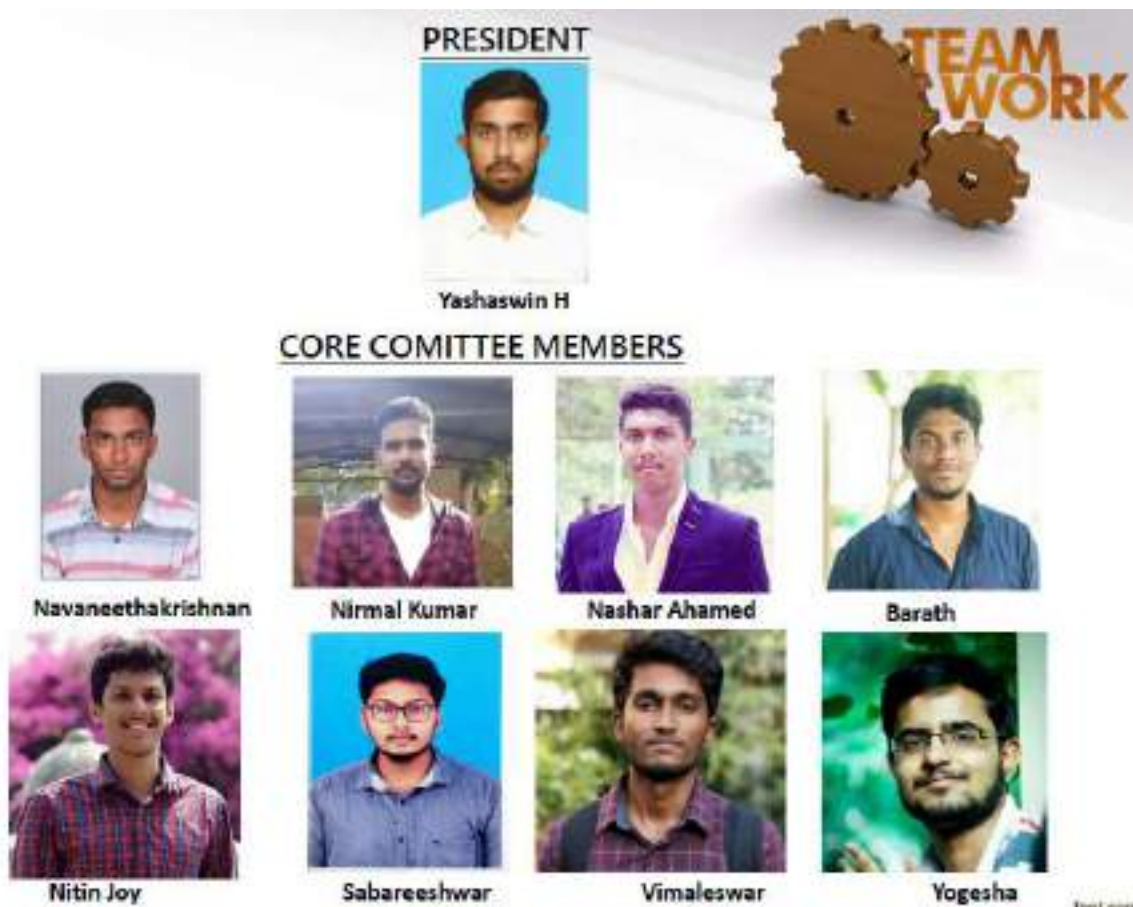 PRESIDENT
TEAM
WORK
Yashaswin H
CORE COMITTEE MEMBERS
Navaneethakrishnan
Nirmal Kumar
Nashar Ahamed
Barath
Nitin Joy
Sabareeshwar
Vimaleswar
Yogesha